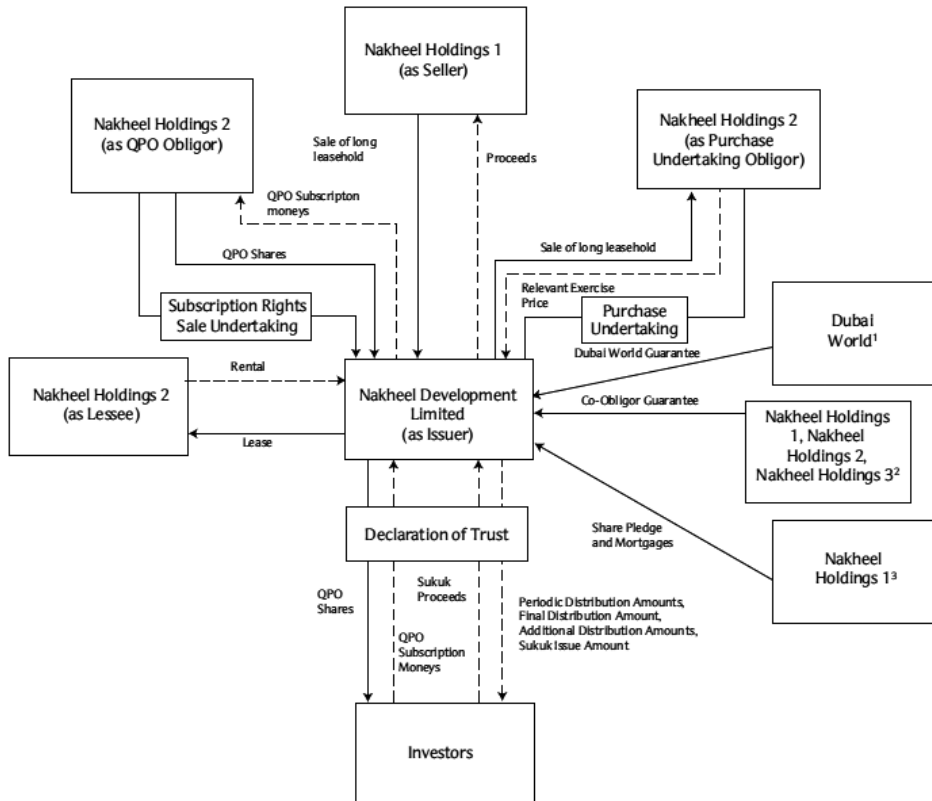 Nakheel Holdings 1
(as Seller)
Nakheel Holdings 2
(as QPO Obligor)
Nakheel Holdings 2
(as Purchase
Undertaking Obligor)
Sale of long
leasehold
Proceeds
QPO Subscripton
moneys
QPO Shares
Sale of long leasehold
Relevant Exercise
Price
Subscription Rights
Sale Undertaking
Purchase
Undertaking
Dubai
World¹
Dubai World Guarantee
Rental
Nakheel Holdings 2
(as Lessee)
Lease
Nakheel Development
Limited
(as Issuer)
Co-Obligor Guarantee
Nakheel Holdings
1, Nakheel
Holdings 2,
Nakheel Holdings 3²
Declaration of Trust
Share Pledge
and Mortgages
Nakheel
Holdings 1³
QPO
Shares
Sukuk
Proceeds
QPO
Subscription
Moneys
Periodic Distribution Amounts,
Final Distribution Amount,
Additional Distribution Amounts,
Sukuk Issue Amount
Investors